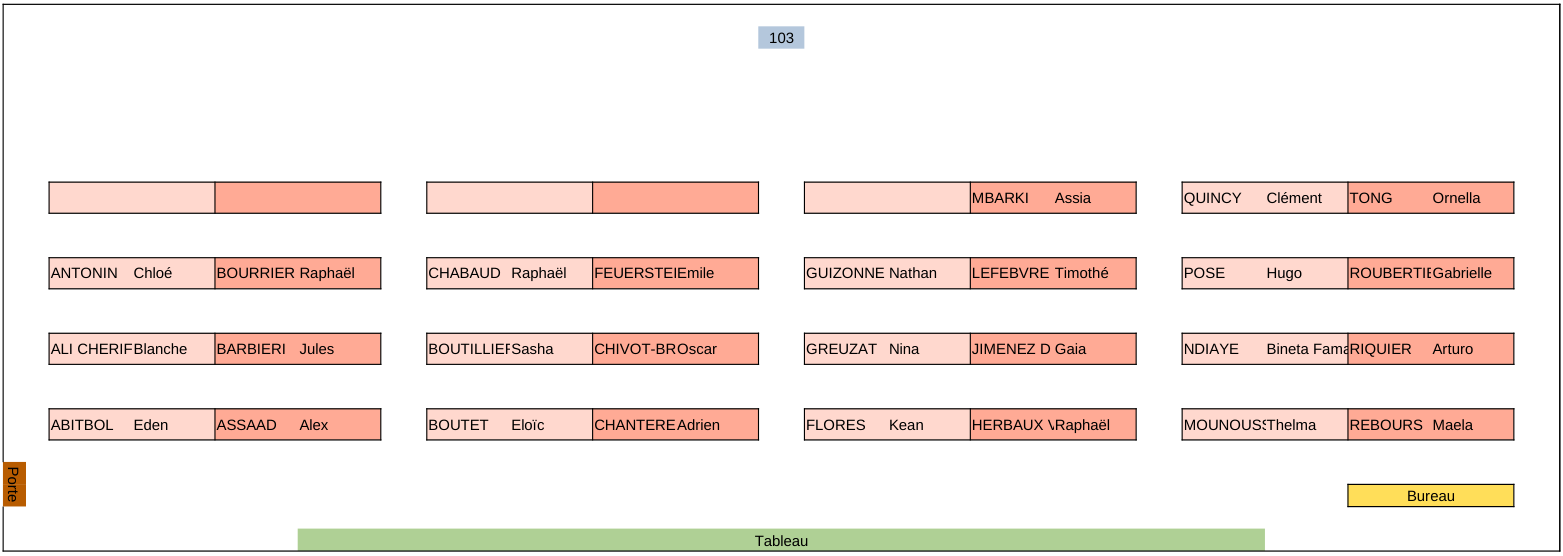 103
MBARKI Assia QUINCY Clément TONG Ornella
ANTONIN Chloé BOURRIER Raphaël CHABAUD Raphaël FEUERSTEI Emile GUIZONNE Nathan LEFEBVRE Timothé POSE Hugo ROUBERTIE Gabrielle
ALI CHERIF Blanche BARBIERI Jules BOUTILLIER Sasha CHIVOT-BR Oscar GREUZAT Nina JIMENEZ D Gaia NDIAYE Bineta Fama RIQUIER Arturo
ABITBOL Eden ASSAAD Alex BOUTET Eloïc CHANTERE Adrien FLORES Kean HERBAUX Raphaël MOUNOUSS Thelma REBOURS Maela
Porte
Bureau
Tableau